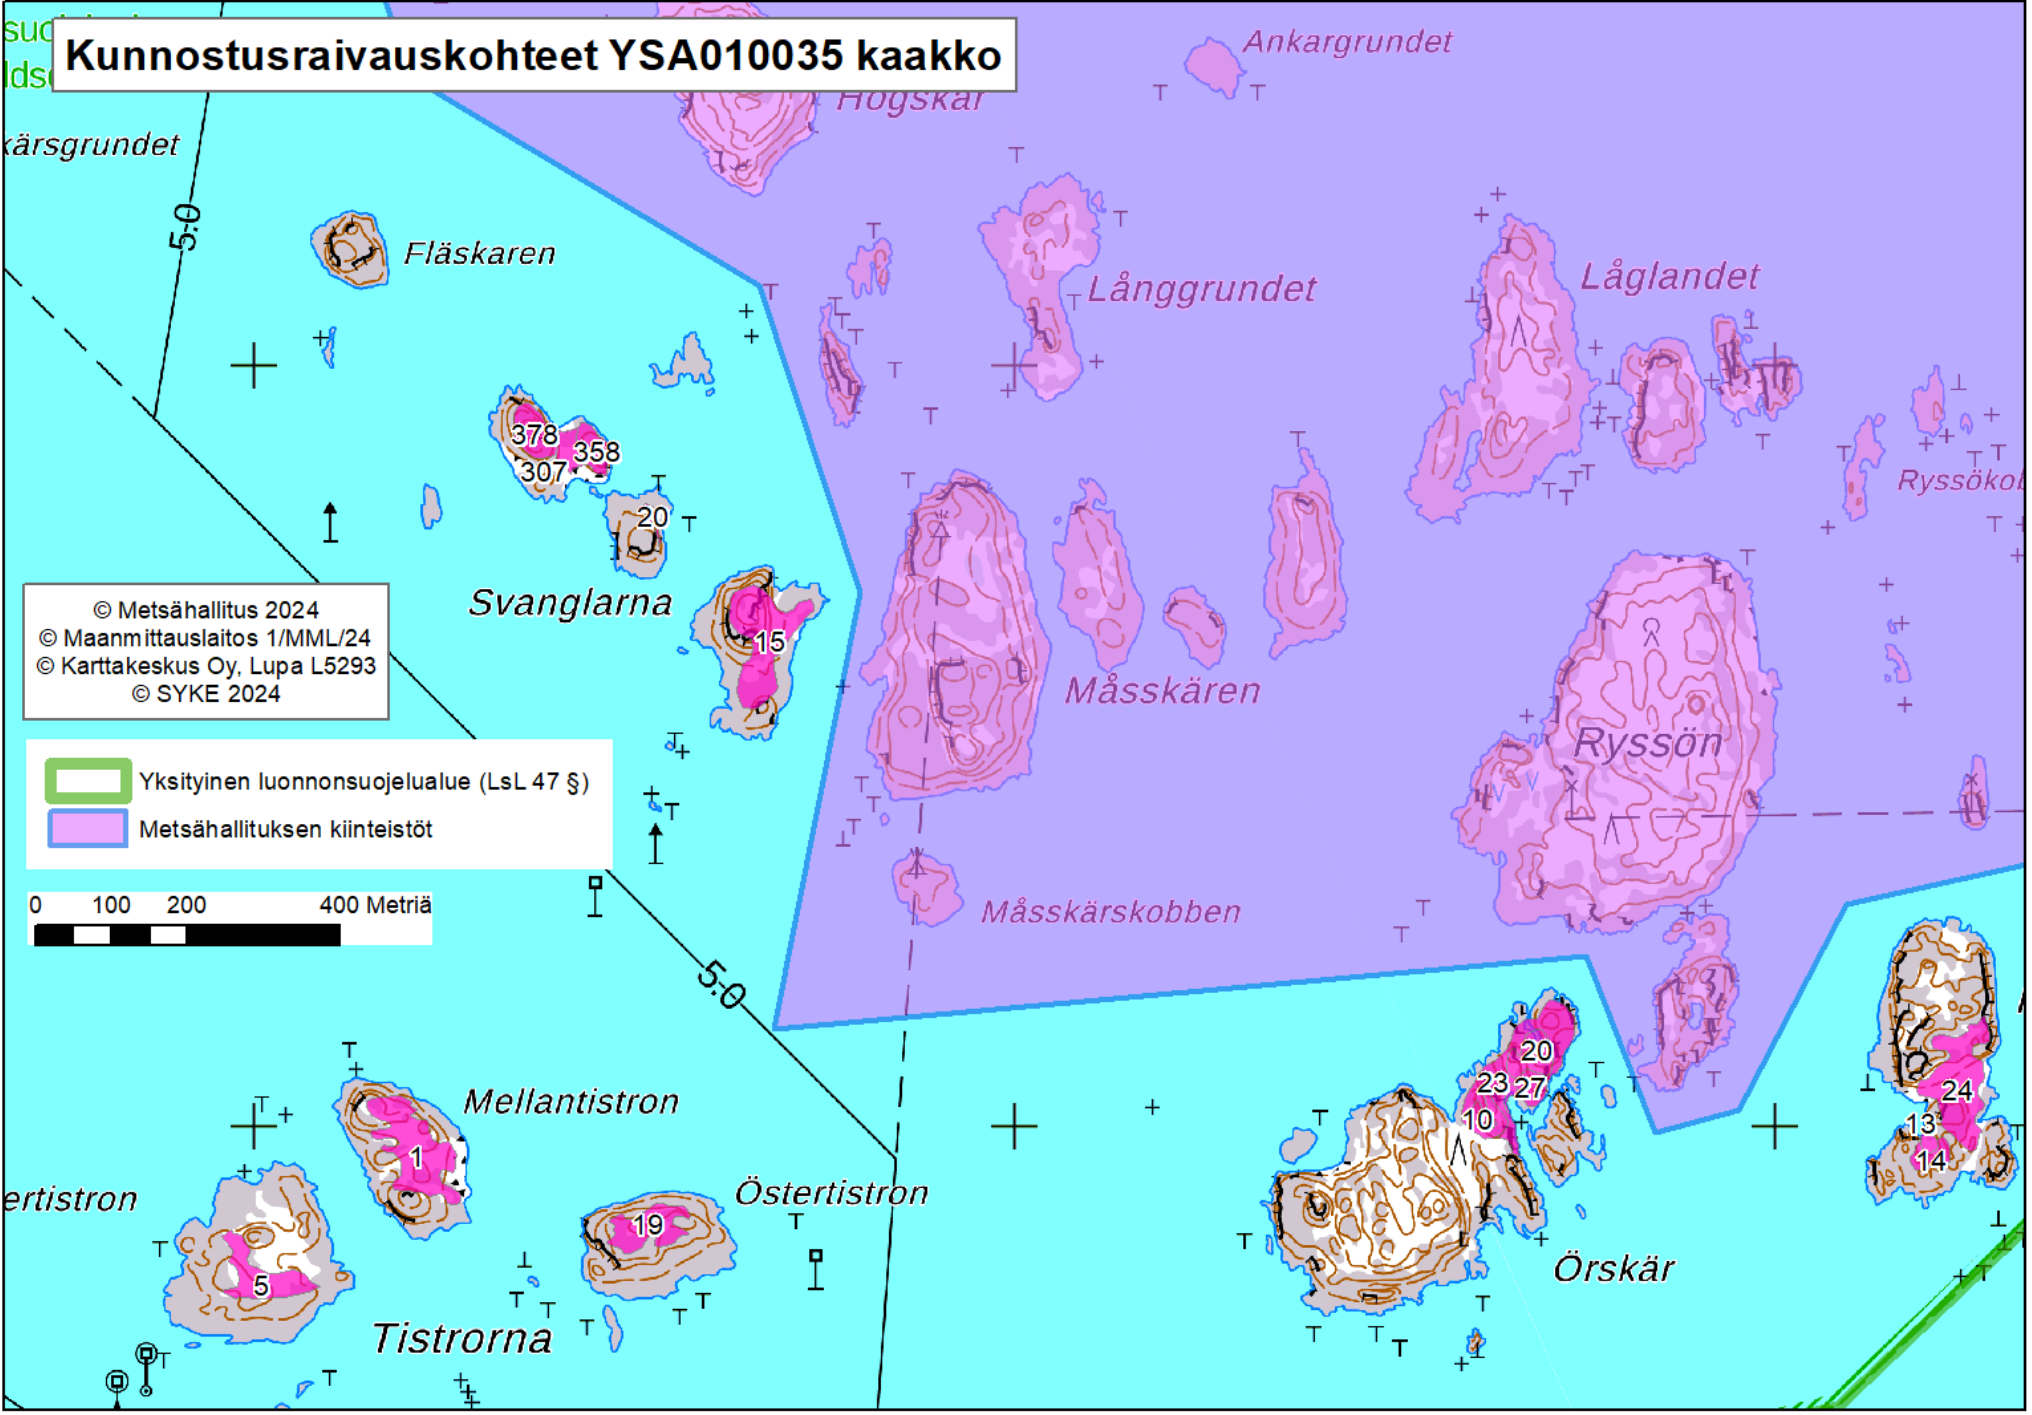 Kunnostusraivauskohteet YSA010035 kaakko
Ankargrundet
Högskär
kärsgrundet
5.0
Fläskaren
Långgrundet
Låglandet
378
358
307
20
Svanglarna
15
Måsskären
Ryssön
© Metsähallitus 2024
© Maanmittauslaitos 1/MML/24
© Karttakeskus Oy, Lupa L5293
© SYKE 2024
Yksityinen luonnonsuojelualue (LsL 47 §)
Metsähallituksen kiinteistöt
0 100 200 400 Metriä
Måsskärskobben
5.0
20
23 27
10
24
13
14
Mellantistron
1
ertistron
Östertistron
19
5
Örskär
Tistrorna